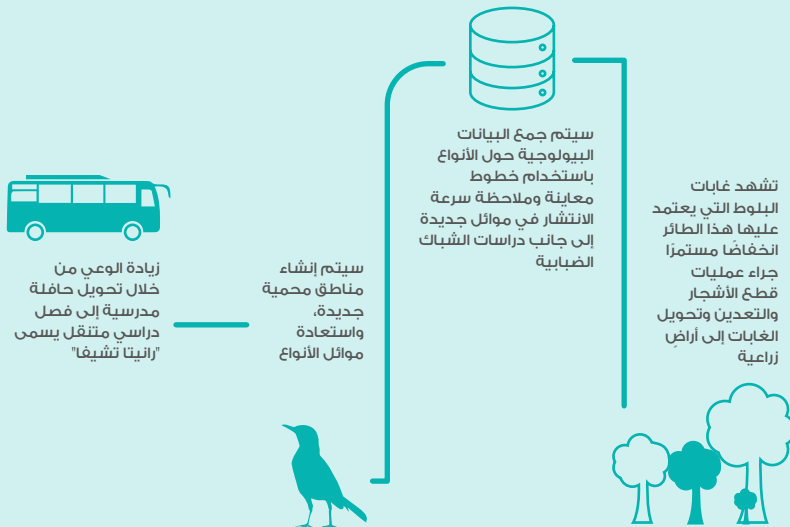 تشهد غابات
البلوط التي يعتمد
عليها هذا الطائر
انخفاضًا مستمرًا
جراء عمليات
قطع الأشجار
والتعدين وتحويل
الغابات إلى أراضٍ
زراعية
سيتم جمع البيانات
البيولوجية حول الأنواع
باستخدام خطوط
معاينة وملاحظة سرعة
الانتشار في موائل جديدة
إلى جانب دراسات الشباك
الضبابية
سيتم إنشاء
مناطق محمية
جديدة،
واستعادة
موائل الأنواع
زيادة الوعي من
خلال تحويل حافلة
مدرسية إلى فصل
دراسي متنقل يسمى
"رانيتا تشيفا"